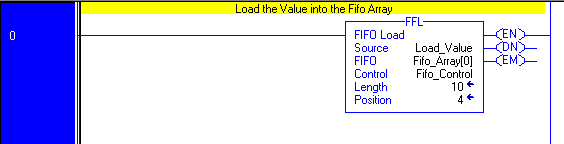 Load the Value into the Fifo Array
0
FFL
FIFO Load
Source Load_Value
FIFO Fifo_Array[0]
Control Fifo_Control
Length 10
Position 4
EN
DN
EM